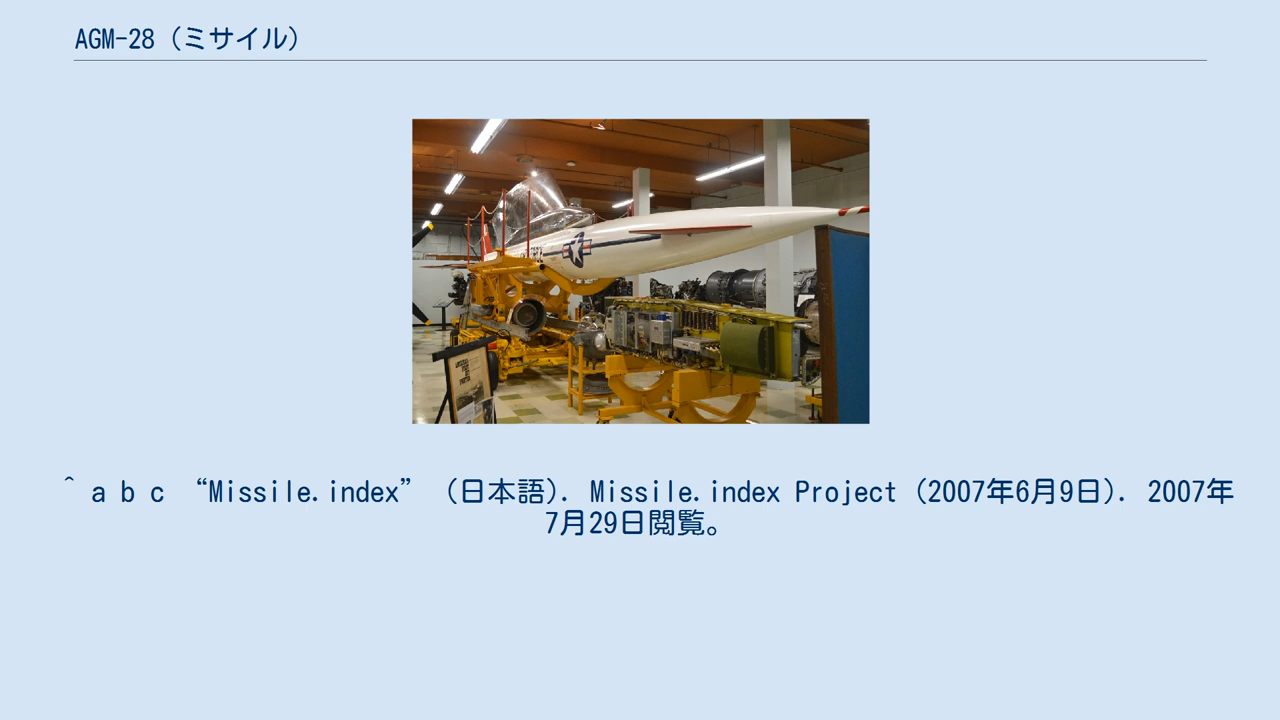 AGM-28（ミサイル）
^ a b c “Missile.index” （日本語）. Missile.index Project (2007年6月9日). 2007年
7月29日閲覧。